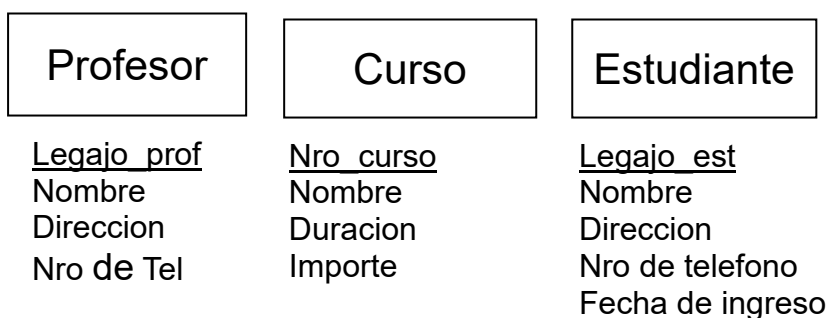 Profesor
Legajo_prof
Nombre
Direccion
Nro de Tel
Curso
Nro_curso
Nombre
Duracion
Importe
Estudiante
Legajo_est
Nombre
Direccion
Nro de telefono
Fecha de ingreso